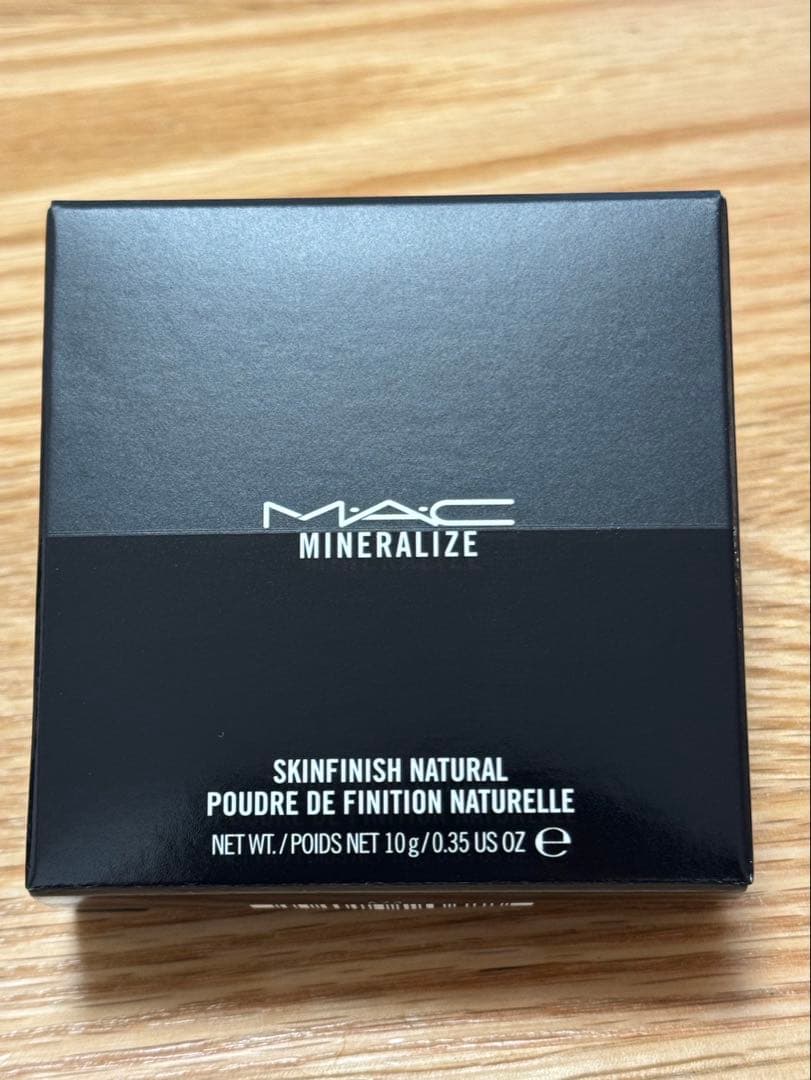 M·A·C
MINERALIZE
SKINFINISH NATURAL
POUDRE DE FINITION NATURELLE
NET WT./POIDS NET 10 g/0.35 US OZ ℮